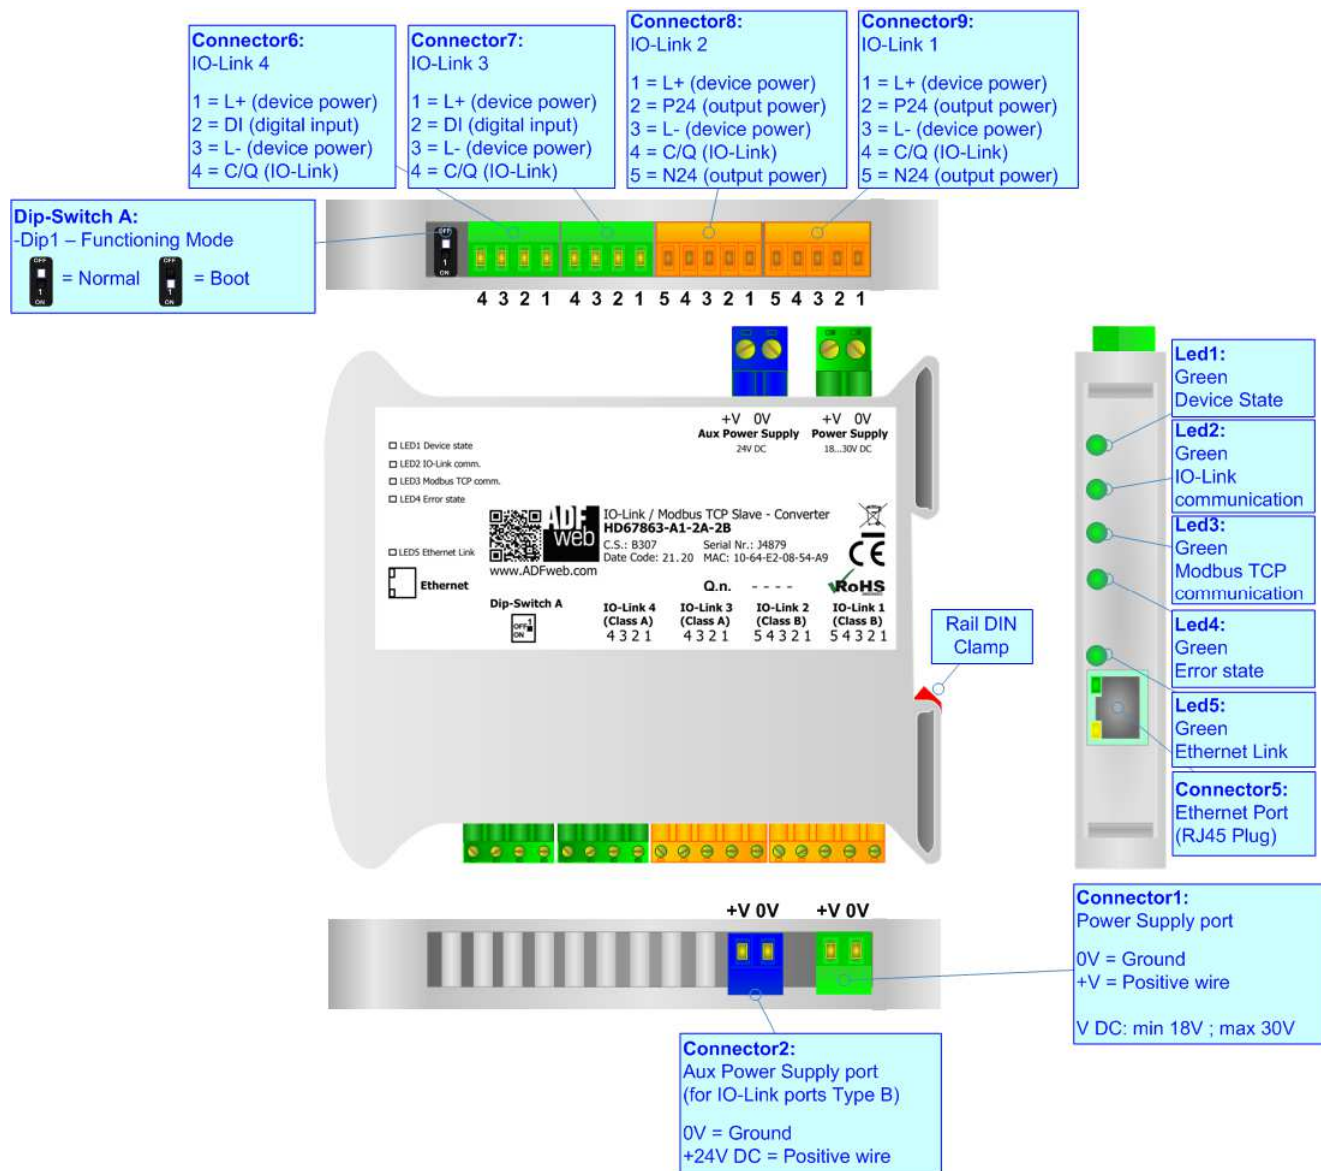 Connector6:
IO-Link 4
1 = L+ (device power)
2 = DI (digital input)
3 = L- (device power)
4 = C/Q (IO-Link)
Connector7:
IO-Link 3
1 = L+ (device power)
2 = DI (digital input)
3 = L- (device power)
4 = C/Q (IO-Link)
Connector8:
IO-Link 2
1 = L+ (device power)
2 = P24 (output power)
3 = L- (device power)
4 = C/Q (IO-Link)
5 = N24 (output power)
Connector9:
IO-Link 1
1 = L+ (device power)
2 = P24 (output power)
3 = L- (device power)
4 = C/Q (IO-Link)
5 = N24 (output power)
Dip-Switch A:
-Dip1 – Functioning Mode
OFF
1
ON
= Normal
OFF
1
ON
= Boot
OFF
1
ON
4 3 2 1 4 3 2 1 5 4 3 2 1 5 4 3 2 1
+V 0V
Aux Power Supply
24V DC
+V 0V
Power Supply
18...30V DC
LED1 Device state
LED2 IO-Link comm.
LED3 Modbus TCP comm.
LED4 Error state
LED5 Ethernet Link
Ethernet
ADF
web
www.ADFweb.com
IO-Link / Modbus TCP Slave - Converter
HD67863-A1-2A-2B
C.S.: B307 Serial Nr.: J4879
Date Code: 21.20 MAC: 10-64-E2-08-54-A9
CE
Q.n. - - - -
RoHS
Dip-Switch A
OFF 1
ON
IO-Link 4
(Class A)
4 3 2 1
IO-Link 3
(Class A)
4 3 2 1
IO-Link 2
(Class B)
5 4 3 2 1
IO-Link 1
(Class B)
5 4 3 2 1
Rail DIN
Clamp
Led1:
Green
Device State
Led2:
Green
IO-Link
communication
Led3:
Green
Modbus TCP
communication
Led4:
Green
Error state
Led5:
Green
Ethernet Link
Connector5:
Ethernet Port
(RJ45 Plug)
+V 0V +V 0V
Connector1:
Power Supply port
0V = Ground
+V = Positive wire
V DC: min 18V ; max 30V
Connector2:
Aux Power Supply port
(for IO-Link ports Type B)
0V = Ground
+24V DC = Positive wire